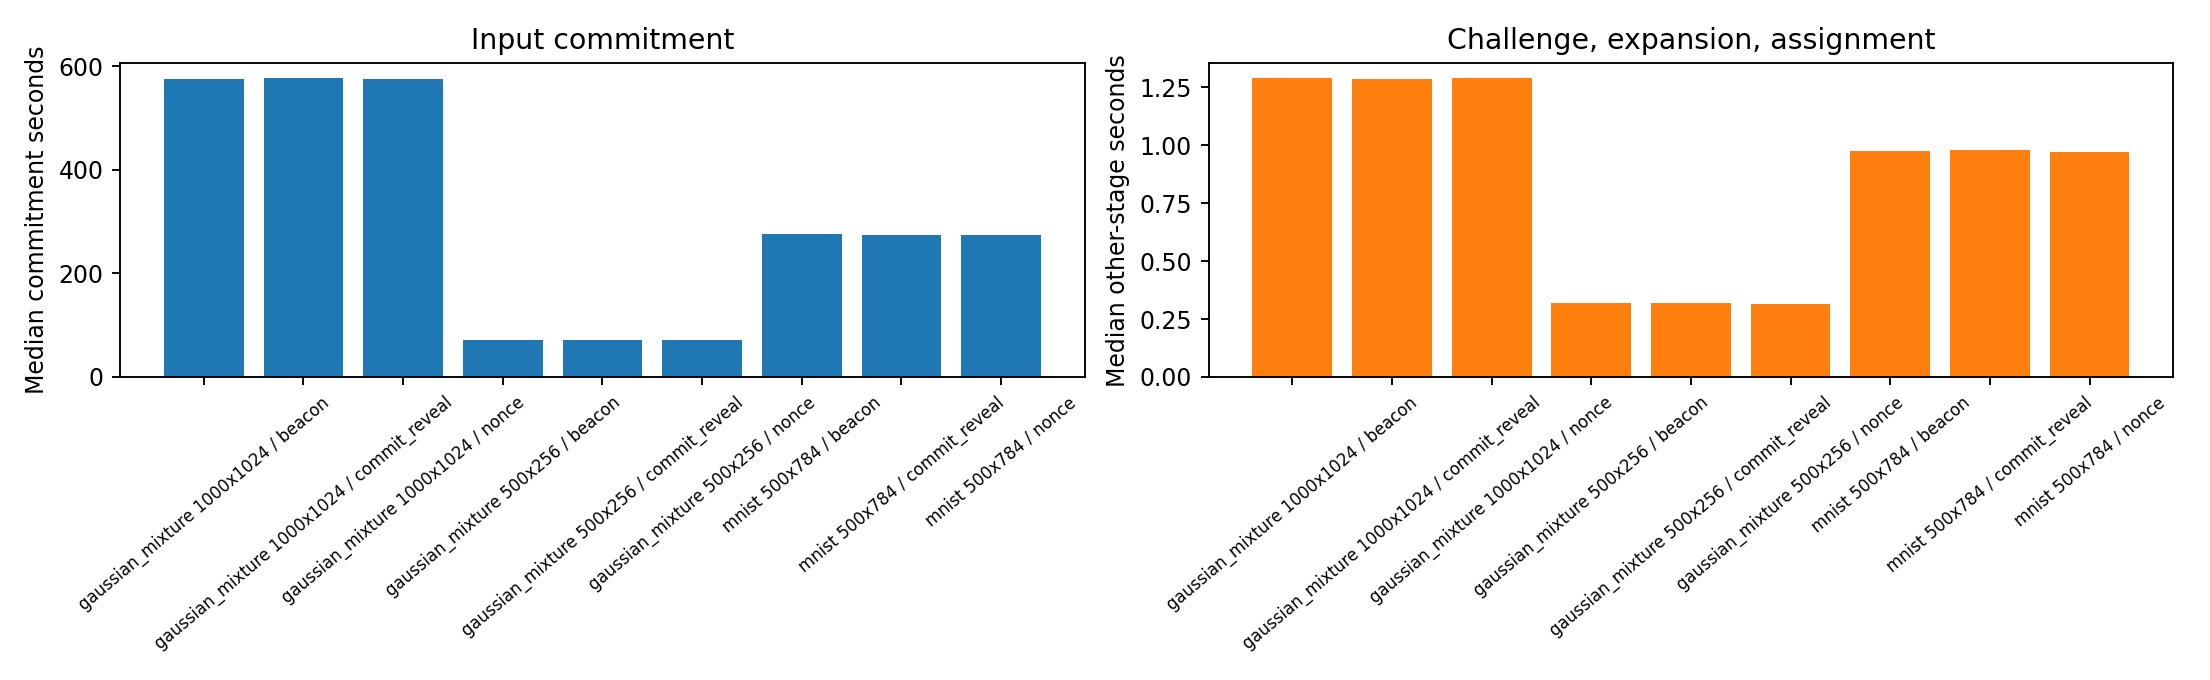 Input commitment
Median commitment seconds
600
400
200
0
gaussian_mixture 1000x1024 / beacon
gaussian_mixture 1000x1024 / commit_reveal
gaussian_mixture 1000x1024 / nonce
gaussian_mixture 500x256 / beacon
gaussian_mixture 500x256 / commit_reveal
gaussian_mixture 500x256 / nonce
mnist 500x784 / beacon
mnist 500x784 / commit_reveal
mnist 500x784 / nonce
Challenge, expansion, assignment
Median other-stage seconds
1.25
1.00
0.75
0.50
0.25
0.00
gaussian_mixture 1000x1024 / beacon
gaussian_mixture 1000x1024 / commit_reveal
gaussian_mixture 1000x1024 / nonce
gaussian_mixture 500x256 / beacon
gaussian_mixture 500x256 / commit_reveal
gaussian_mixture 500x256 / nonce
mnist 500x784 / beacon
mnist 500x784 / commit_reveal
mnist 500x784 / nonce